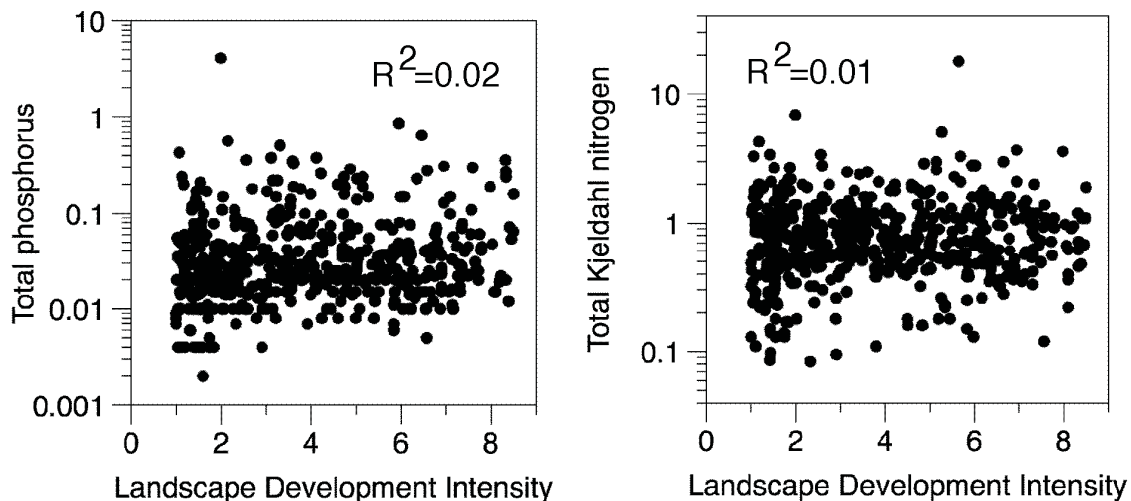 10
1
0.1
0.01
0.001
Total phosphorus
R²=0.02
0 2 4 6 8
Landscape Development Intensity
10
1
0.1
Total Kjeldahl nitrogen
R²=0.01
0 2 4 6 8
Landscape Development Intensity